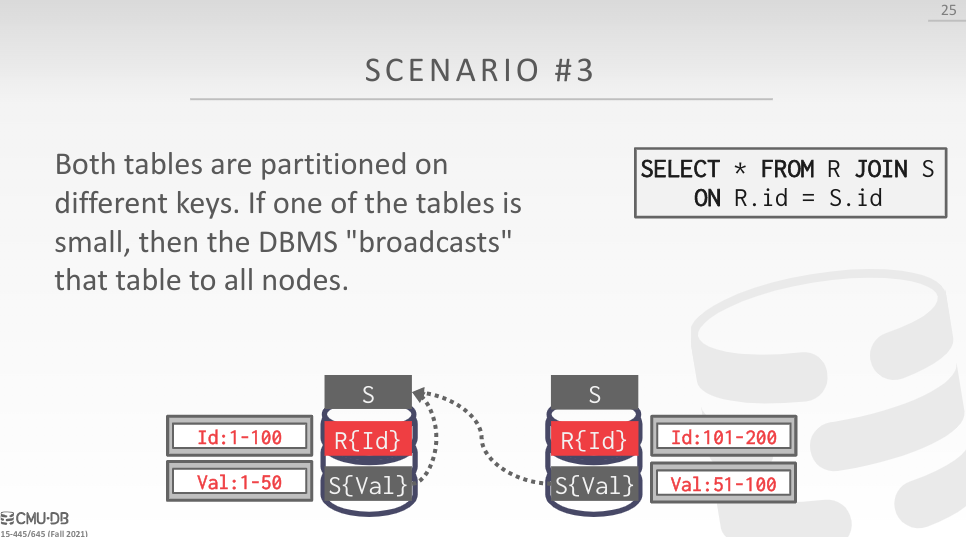 25
SCENARIO #3
Both tables are partitioned on
different keys. If one of the tables is
small, then the DBMS "broadcasts"
that table to all nodes.
SELECT * FROM R JOIN S
ON R.id = S.id
S
S
Id:1-100
R{Id}
R{Id}
Id:101-200
Val:1-50
S{Val}
S{Val}
Val:51-100
CMU·DB
15-445/645 (Fall 2021)